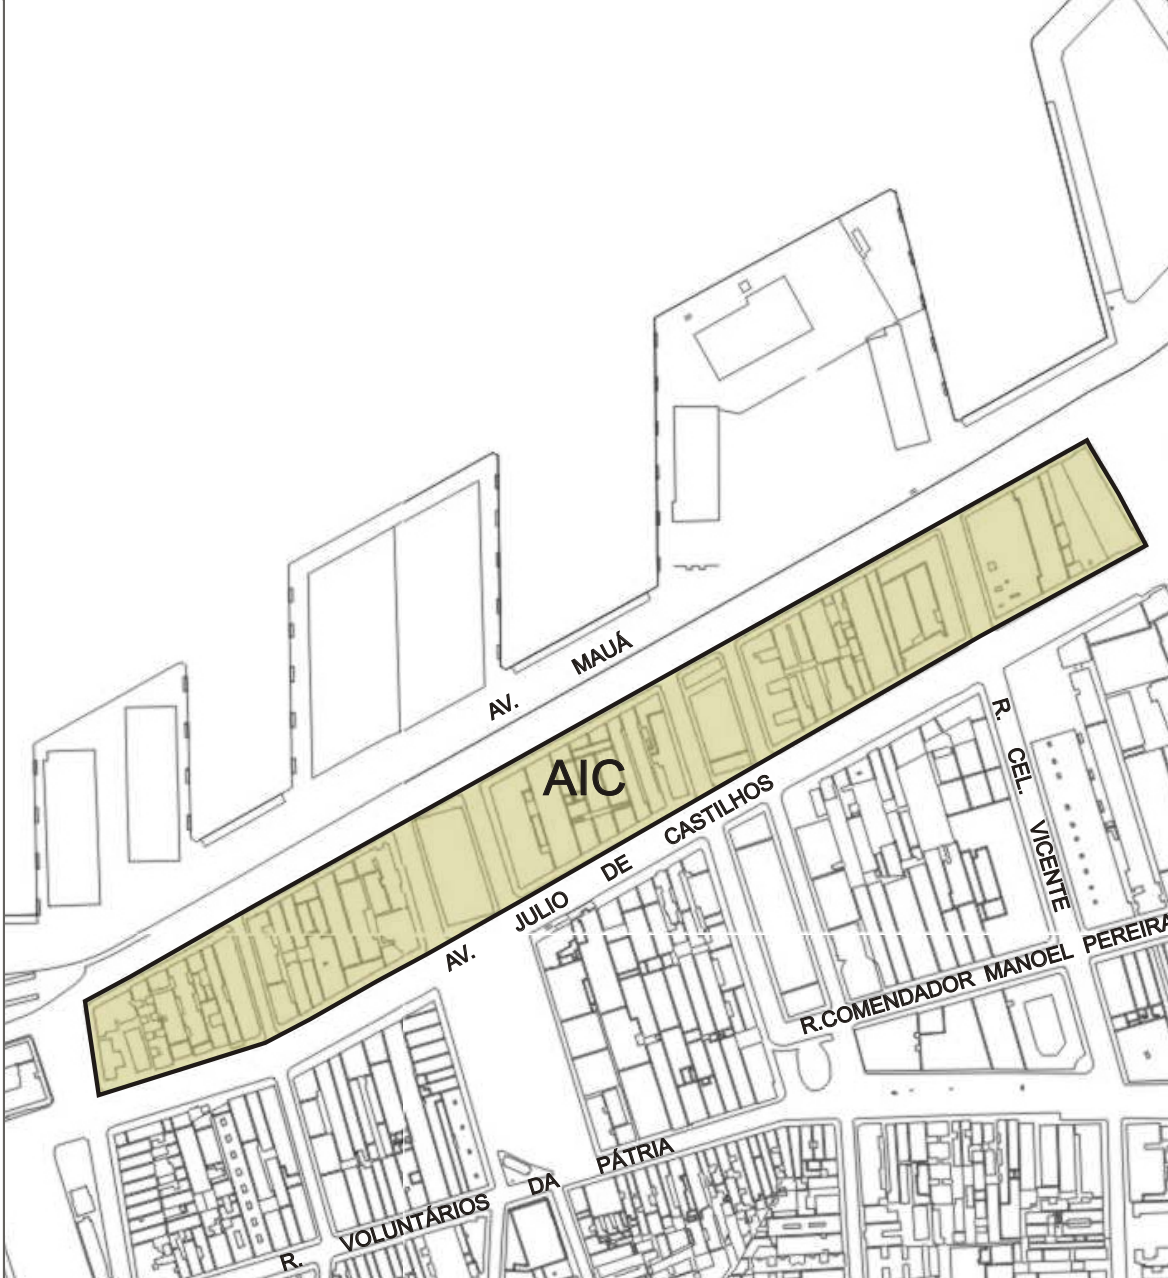 AV. MAUÁ
AIC
AV. JULIO DE CASTILHOS
R. CEL. VICENTE
R.COMENDADOR MANOEL PEREIRA
R. VOLUNTÁRIOS DA PÁTRIA